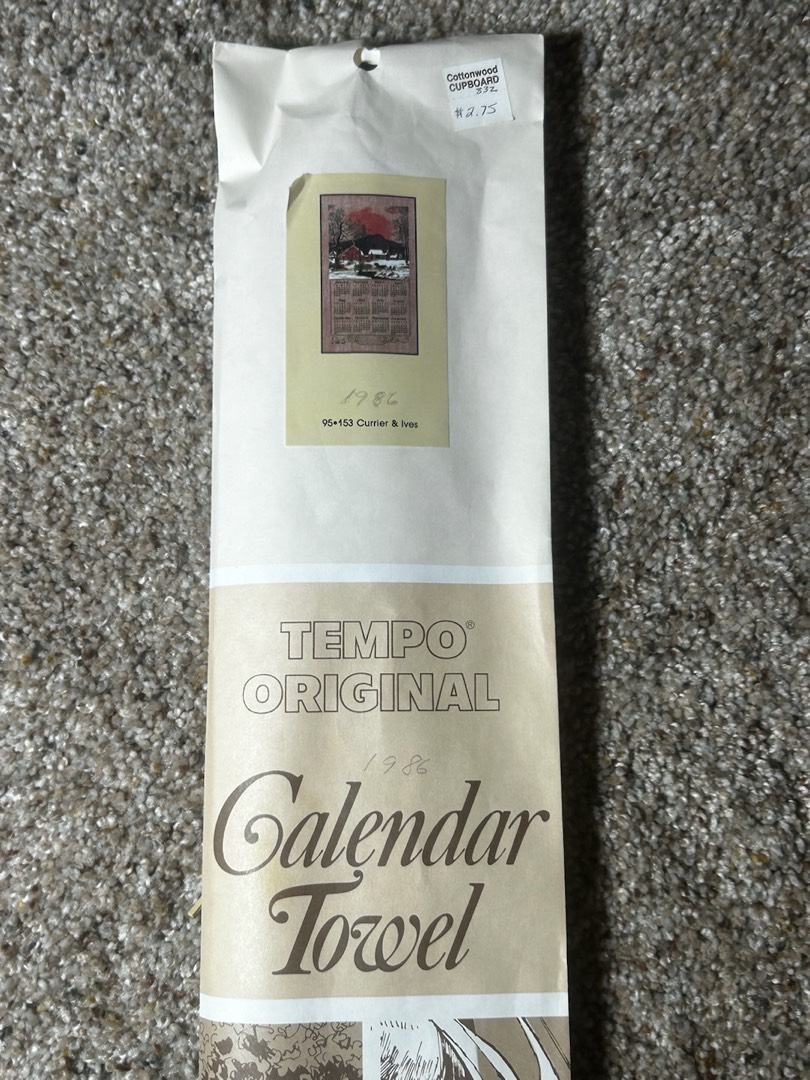 Cottonwood
CUPBOARD
332
$2.75
1986
95•153 Currier & Ives
TEMPO®
ORIGINAL
1986
Calendar
Towel